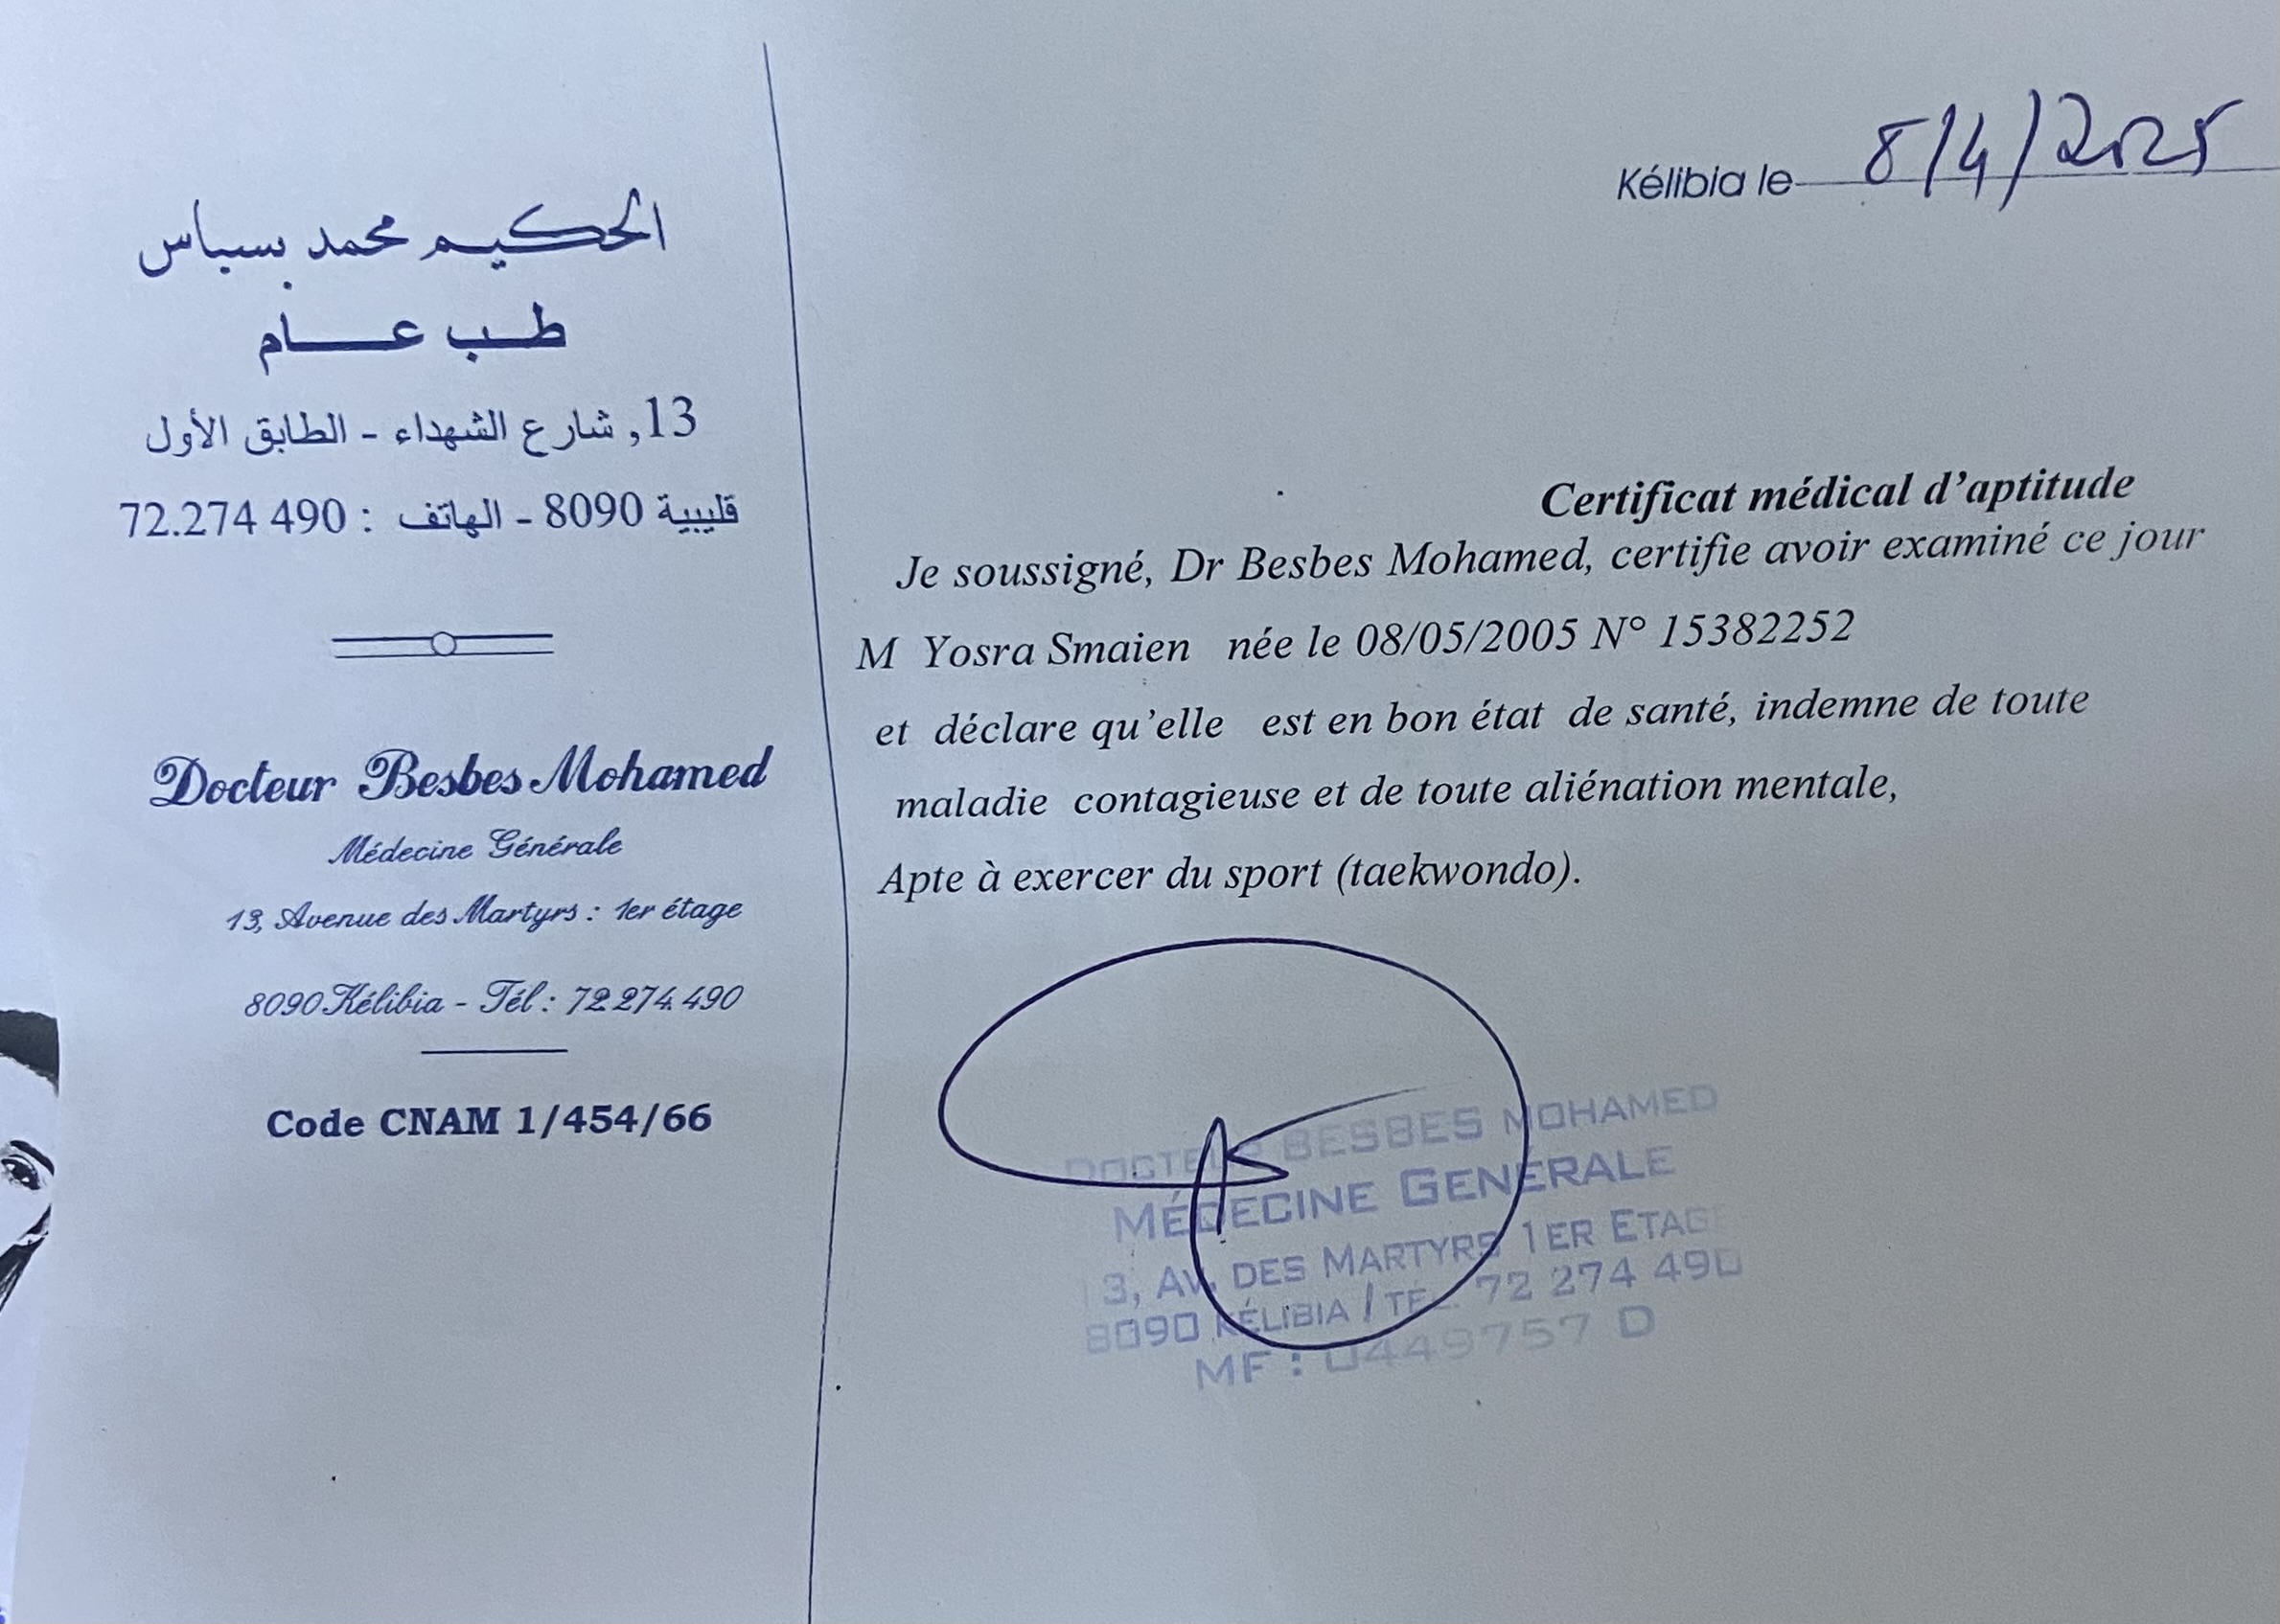 الحكيم محمد بسباس
طب عام
13, شارع الشهداء - الطابق الأول
قليبية 8090 - الهاتف : 72.274 490
Docteur Besbes Mohamed
Médecine Générale
13, Avenue des Martyrs : 1er étage
8090 Kélibia - Tél : 72 274 490
Code CNAM 1/454/66
Kélibia le 8/4/2025
Certificat médical d'aptitude
Je soussigné, Dr Besbes Mohamed, certifie avoir examiné ce jour
M Yosra Smaien née le 08/05/2005 N° 15382252
et déclare qu'elle est en bon état de santé, indemne de toute
maladie contagieuse et de toute aliénation mentale,
Apte à exercer du sport (taekwondo).
DOCTEUR BESBES MOHAMED
MÉDECINE GENÉRALE
13, AV. DES MARTYRS 1ER ETAGE
8090 KÉLIBIA / TÉL. 72 274 490
MF : 0449757 D